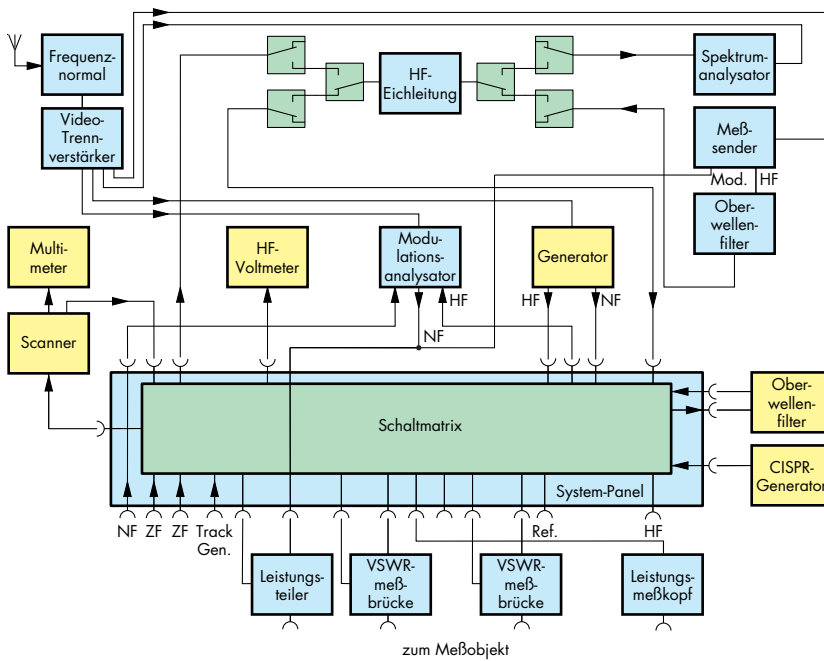 Frequenz-
normal
HF-
Eichleitung
Spektrum-
analysator
Video-
Trenn-
verstärker
Meß-
sender
Mod.
HF
Ober-
wellen-
filter
Multi-
meter
HF-
Voltmeter
Modu-
lations-
analysator
Generator
HF
NF
HF
NF
Scanner
Schaltmatrix
Ober-
wellen-
filter
CISPR-
Generator
System-Panel
NF
ZF
ZF
Track
Gen.
Ref.
HF
Leistungs-
teiler
VSWR-
meß-
brücke
VSWR-
meß-
brücke
Leistungs-
meßkopf
zum Meßobjekt